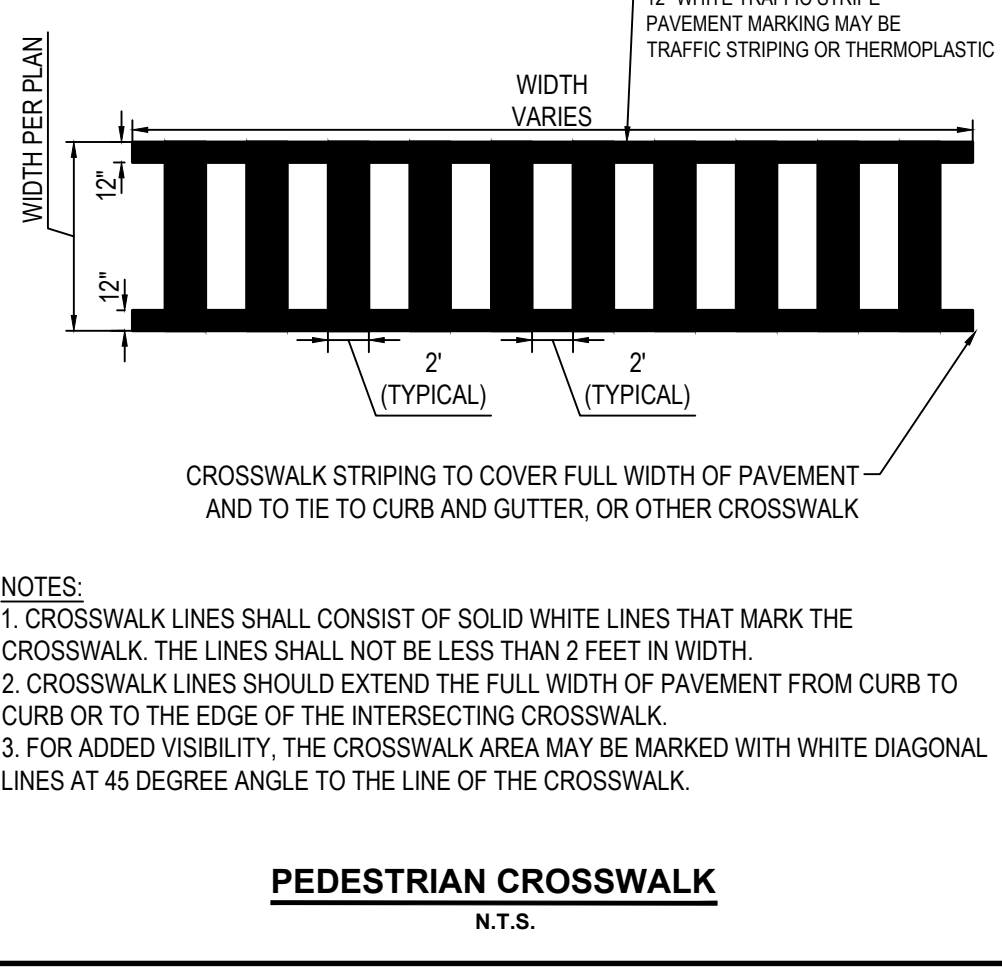 12" WHITE TRAFFIC STRIPE
PAVEMENT MARKING MAY BE
TRAFFIC STRIPING OR THERMOPLASTIC
WIDTH
VARIES
WIDTH PER PLAN
12"
12"
2'
(TYPICAL)
2'
(TYPICAL)
CROSSWALK STRIPING TO COVER FULL WIDTH OF PAVEMENT
AND TO TIE TO CURB AND GUTTER, OR OTHER CROSSWALK
NOTES:
1. CROSSWALK LINES SHALL CONSIST OF SOLID WHITE LINES THAT MARK THE
CROSSWALK. THE LINES SHALL NOT BE LESS THAN 2 FEET IN WIDTH.
2. CROSSWALK LINES SHOULD EXTEND THE FULL WIDTH OF PAVEMENT FROM CURB TO
CURB OR TO THE EDGE OF THE INTERSECTING CROSSWALK.
3. FOR ADDED VISIBILITY, THE CROSSWALK AREA MAY BE MARKED WITH WHITE DIAGONAL
LINES AT 45 DEGREE ANGLE TO THE LINE OF THE CROSSWALK.
PEDESTRIAN CROSSWALK
N.T.S.